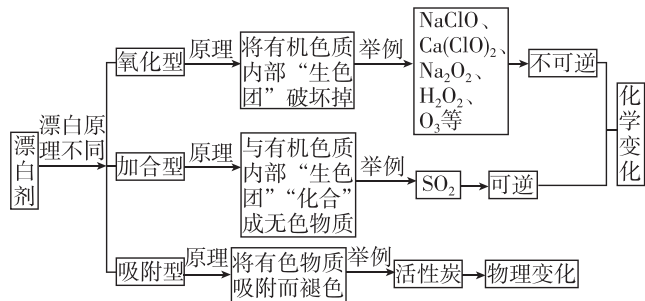 漂白剂
漂白原
理不同
氧化型
原理
将有机色质
内部“生色
团”破坏掉
举例
NaClO、
Ca(ClO)₂、
Na₂O₂、
H₂O₂、
O₃等
不可逆
加合型
原理
与有机色质
内部“生色
团”“化合”
成无色物质
举例
SO₂
可逆
化学变化
吸附型
原理
将有色物质
吸附而褪色
举例
活性炭
物理变化